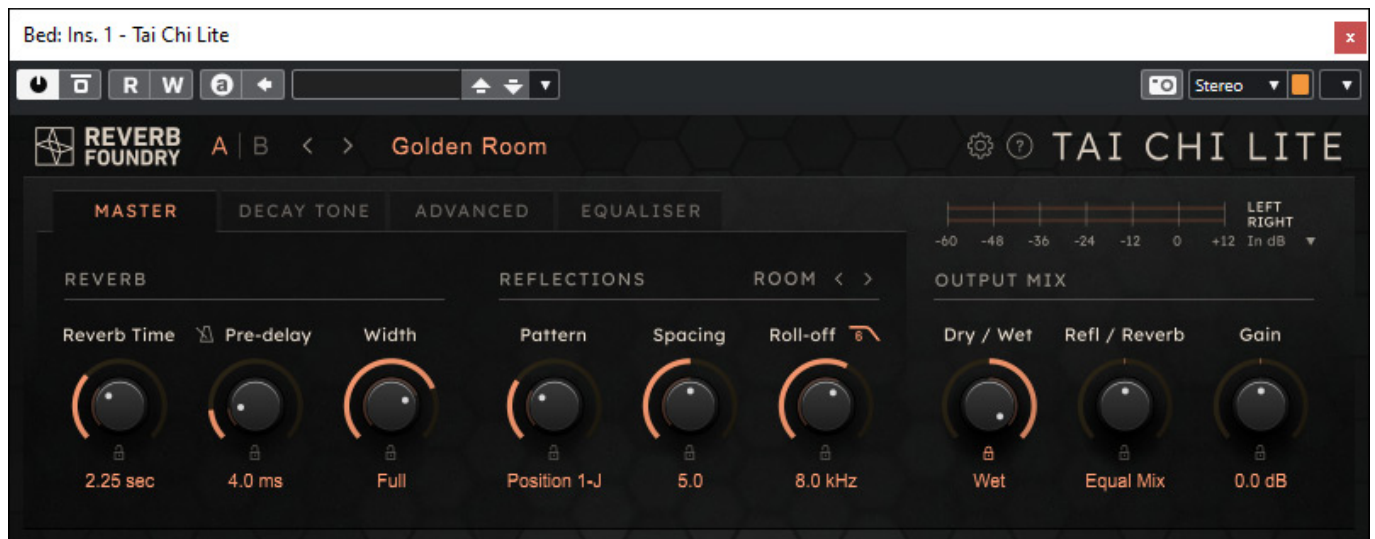 Bed: Ins. 1 - Tai Chi Lite
x
R W a Stereo
REVERB FOUNDRY A | B < > Golden Room ? TAI CHI LITE
MASTER DECAY TONE ADVANCED EQUALISER
LEFT
RIGHT
-60 -48 -36 -24 -12 0 +12 In dB
REVERB REFLECTIONS ROOM < > OUTPUT MIX
Reverb Time Pre-delay Width Pattern Spacing Roll-off 6 Dry / Wet Refl / Reverb Gain
2.25 sec 4.0 ms Full Position 1-J 5.0 8.0 kHz Wet Equal Mix 0.0 dB